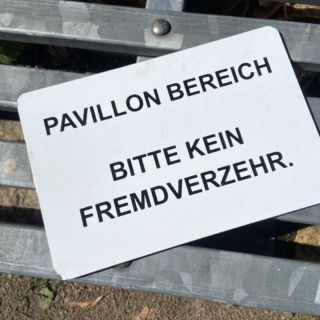 PAVILLON BEREICH
BITTE KEIN
FREMDVERZEHR.